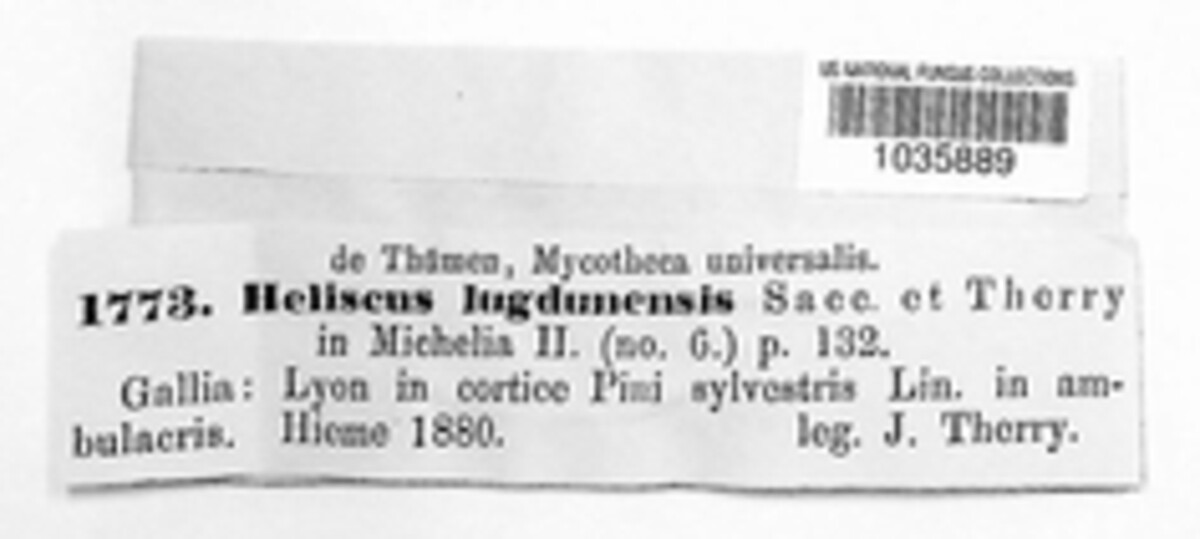 US NATIONAL FUNGUS COLLECTIONS
1035889
de Thümen, Mycotheca universalis.
1773. Heliscus lugdunensis Sacc. et Therry
in Michelia II. (no. 6.) p. 132.
Gallia: Lyon in cortice Pini sylvestris Lin. in am-
bulacris. Hieme 1880. leg. J. Therry.